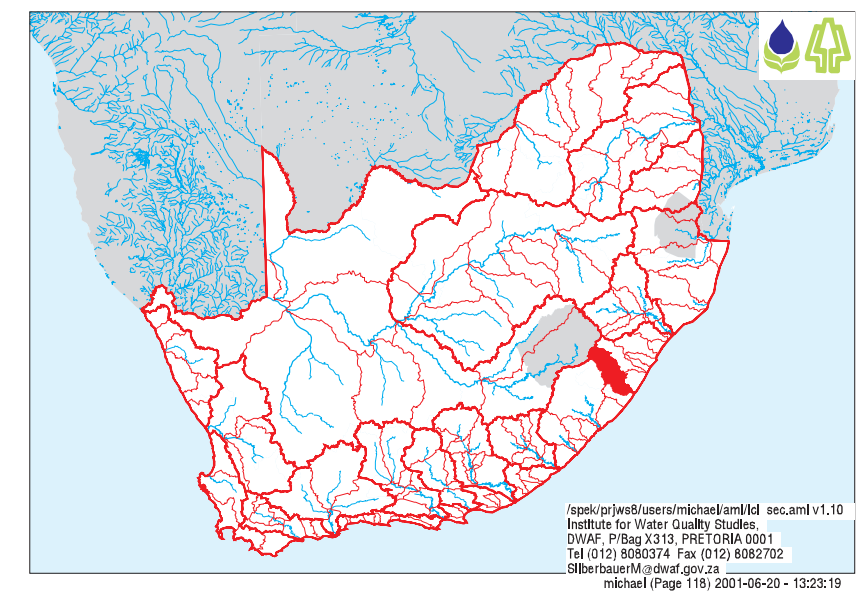 /spek/prjws8/users/michael/aml/lcl sec.aml v1.10
Institute for Water Quality Studies,
DWAF, P/Bag X313, PRETORIA 0001
Tel (012) 8080374 Fax (012) 8082702
SilberbauerM@dwaf.gov.za
michael (Page 118) 2001-06-20 - 13:23:19